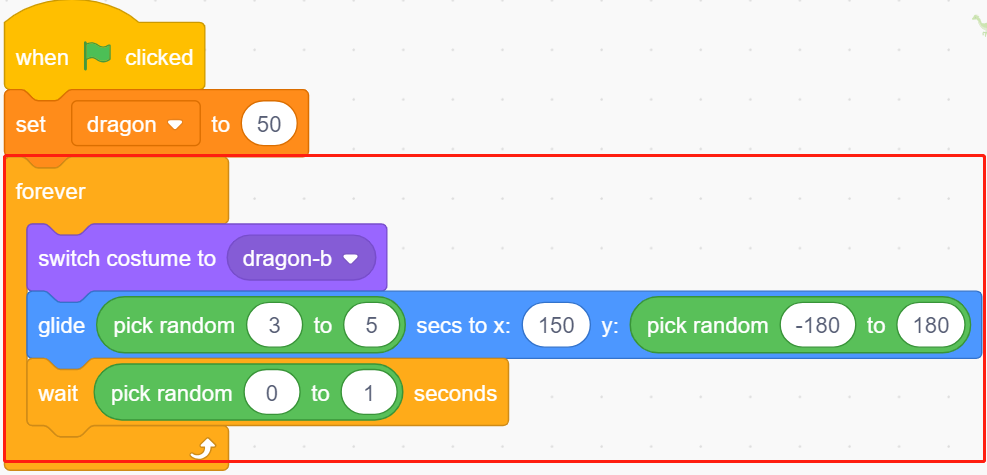 when clicked
set dragon to 50
forever
switch costume to dragon-b
glide pick random 3 to 5 secs to x: 150 y: pick random -180 to 180
wait pick random 0 to 1 seconds